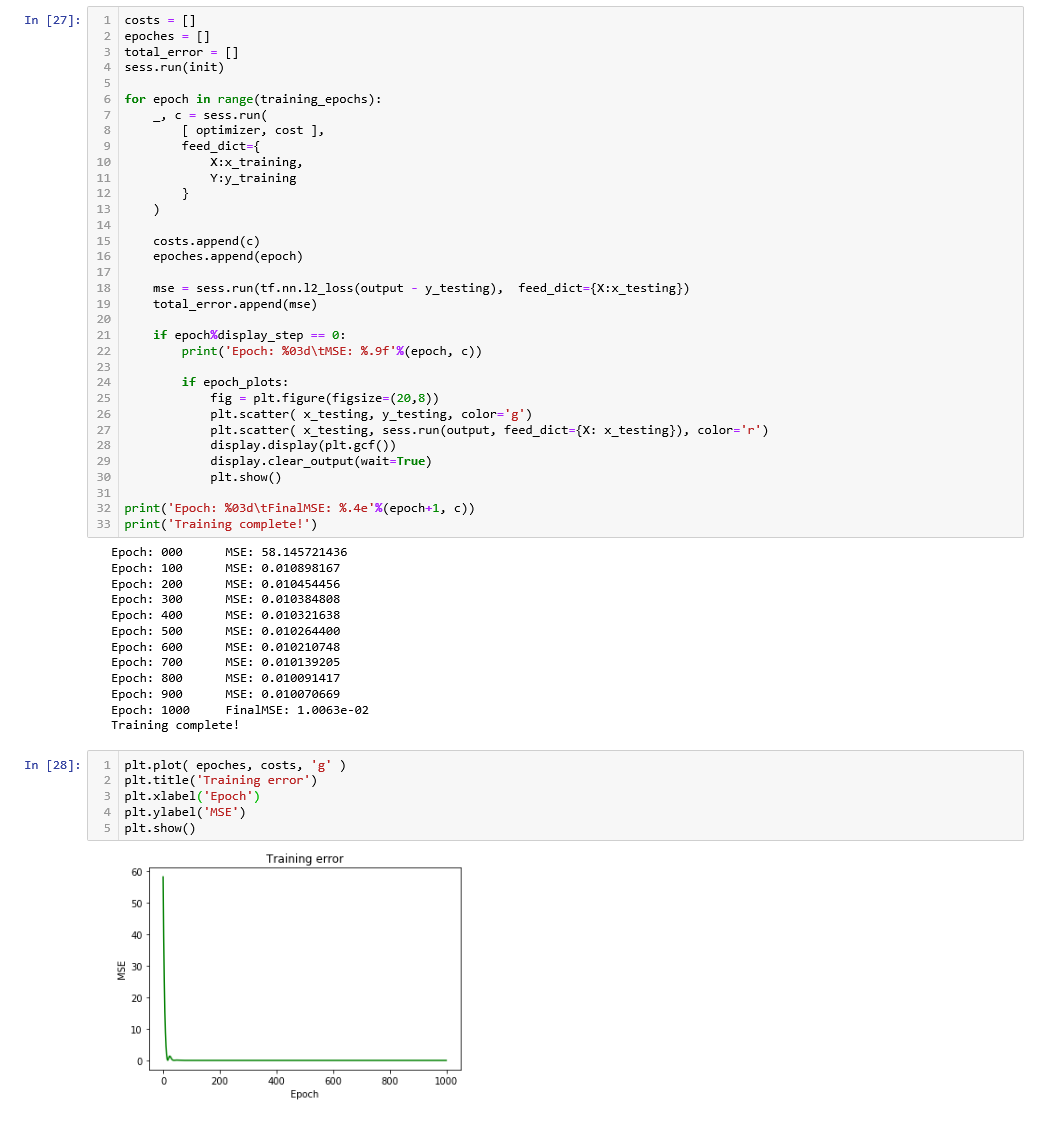 In [27]:
1 costs = []
2 epoches = []
3 total_error = []
4 sess.run(init)
5
6 for epoch in range(training_epochs):
7     _, c = sess.run(
8         [ optimizer, cost ],
9         feed_dict={
10             X:x_training,
11             Y:y_training
12         }
13     )
14
15     costs.append(c)
16     epoches.append(epoch)
17
18     mse = sess.run(tf.nn.l2_loss(output - y_testing),  feed_dict={X:x_testing})
19     total_error.append(mse)
20
21     if epoch%display_step == 0:
22         print('Epoch: %03d\tMSE: %.9f'%(epoch, c))
23
24         if epoch_plots:
25             fig = plt.figure(figsize=(20,8))
26             plt.scatter( x_testing, y_testing, color='g')
27             plt.scatter( x_testing, sess.run(output, feed_dict={X: x_testing}), color='r')
28             display.display(plt.gcf())
29             display.clear_output(wait=True)
30             plt.show()
31
32 print('Epoch: %03d\tFinalMSE: %.4e'%(epoch+1, c))
33 print('Training complete!')
Epoch: 000      MSE: 58.145721436
Epoch: 100      MSE: 0.010898167
Epoch: 200      MSE: 0.010454456
Epoch: 300      MSE: 0.010384808
Epoch: 400      MSE: 0.010321638
Epoch: 500      MSE: 0.010264400
Epoch: 600      MSE: 0.010210748
Epoch: 700      MSE: 0.010139205
Epoch: 800      MSE: 0.010091417
Epoch: 900      MSE: 0.010070669
Epoch: 1000     FinalMSE: 1.0063e-02
Training complete!
In [28]:
1 plt.plot( epoches, costs, 'g' )
2 plt.title('Training error')
3 plt.xlabel('Epoch')
4 plt.ylabel('MSE')
5 plt.show()
Training error
60
50
40
30
20
10
0
MSE
0 200 400 600 800 1000
Epoch